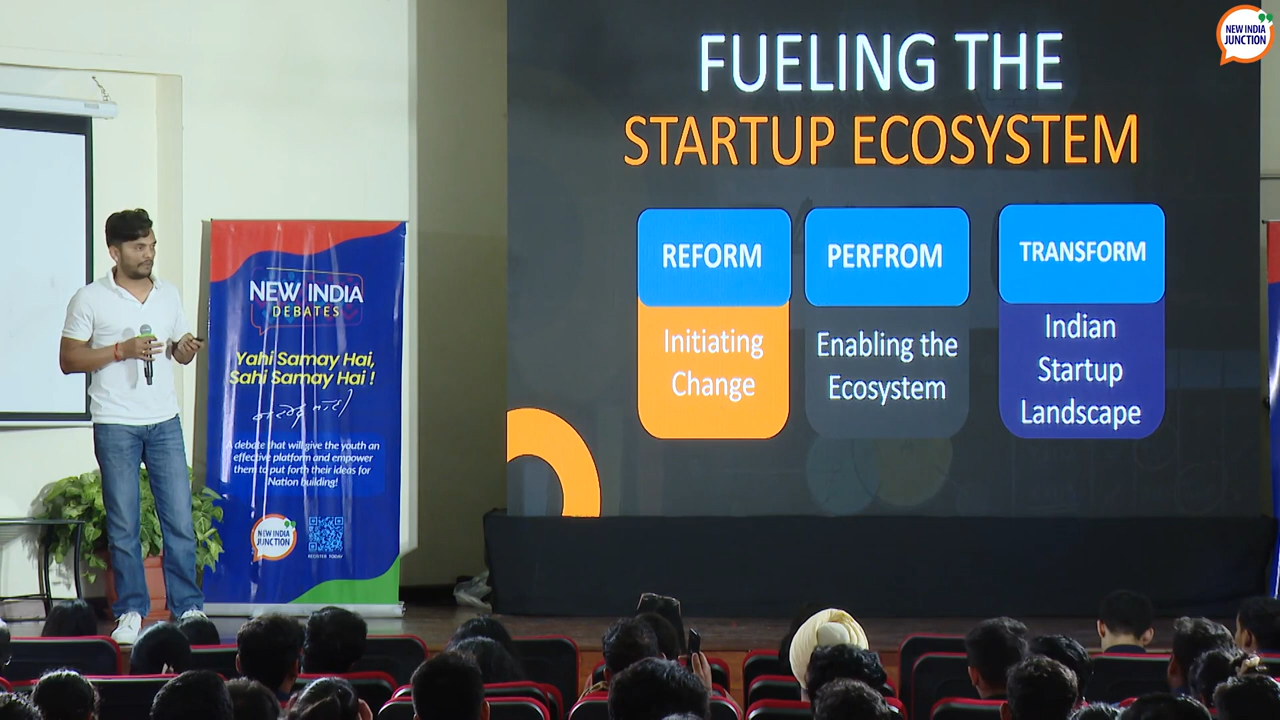 NEW INDIA
JUNCTION
FUELING THE
STARTUP ECOSYSTEM
REFORM
Initiating
Change
PERFROM
Enabling the
Ecosystem
TRANSFORM
Indian
Startup
Landscape
NEW INDIA
DEBATES
Yahi Samay Hai,
Sahi Samay Hai !
A debate that will give the youth an
effective platform and empower
them to put forth their ideas for
Nation building!
NEW INDIA
JUNCTION
REGISTER TODAY